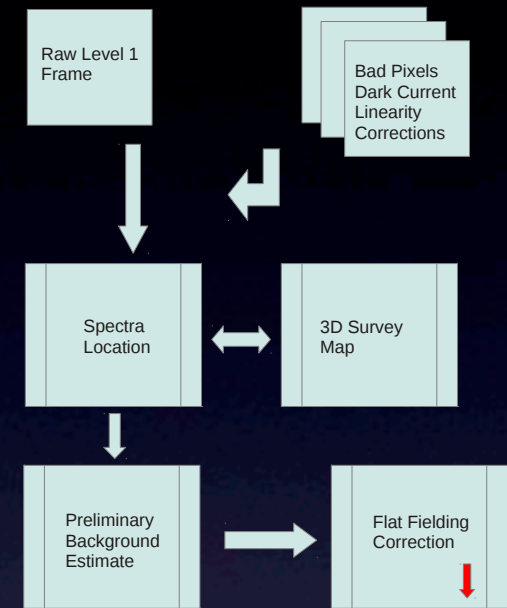 Raw Level 1
Frame
Bad Pixels
Dark Current
Linearity
Corrections
Spectra
Location
3D Survey
Map
Preliminary
Background
Estimate
Flat Fielding
Correction